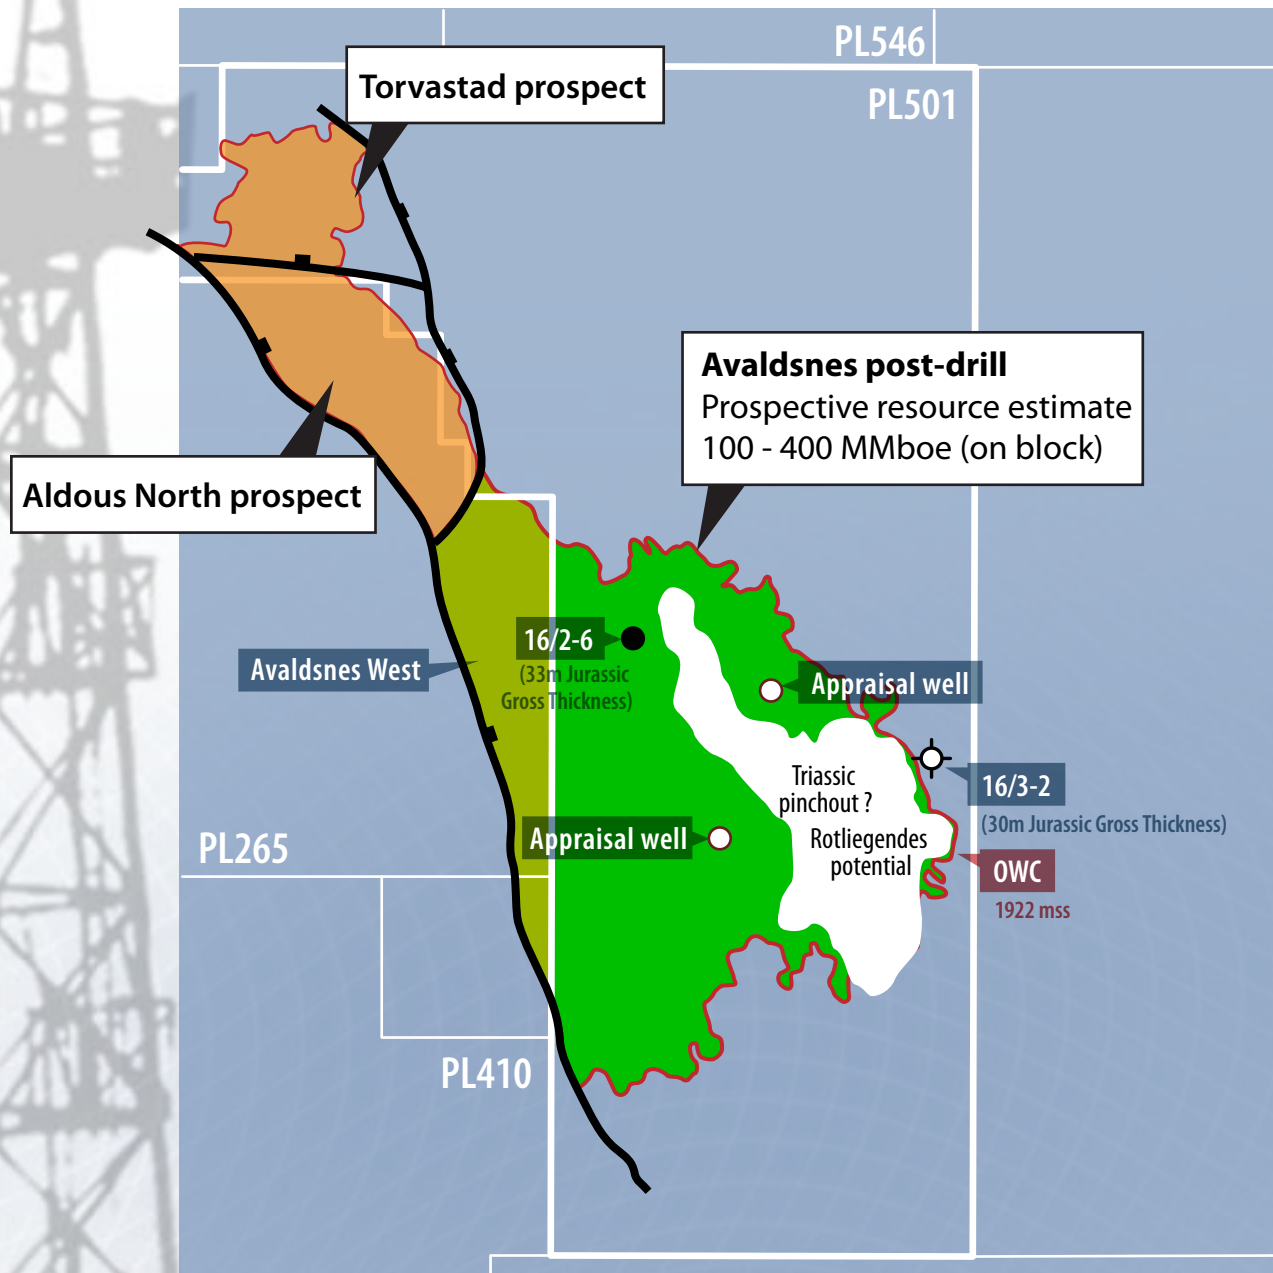 PL546
Torvastad prospect
PL501
Avaldsnes post-drill
Prospective resource estimate
100 - 400 MMboe (on block)
Aldous North prospect
16/2-6
(33m Jurassic
Gross Thickness)
Avaldsnes West
Appraisal well
Triassic
pinchout ?
16/3-2
(30m Jurassic Gross Thickness)
Appraisal well
Rotliegendes
potential
PL265
OWC
1922 mss
PL410